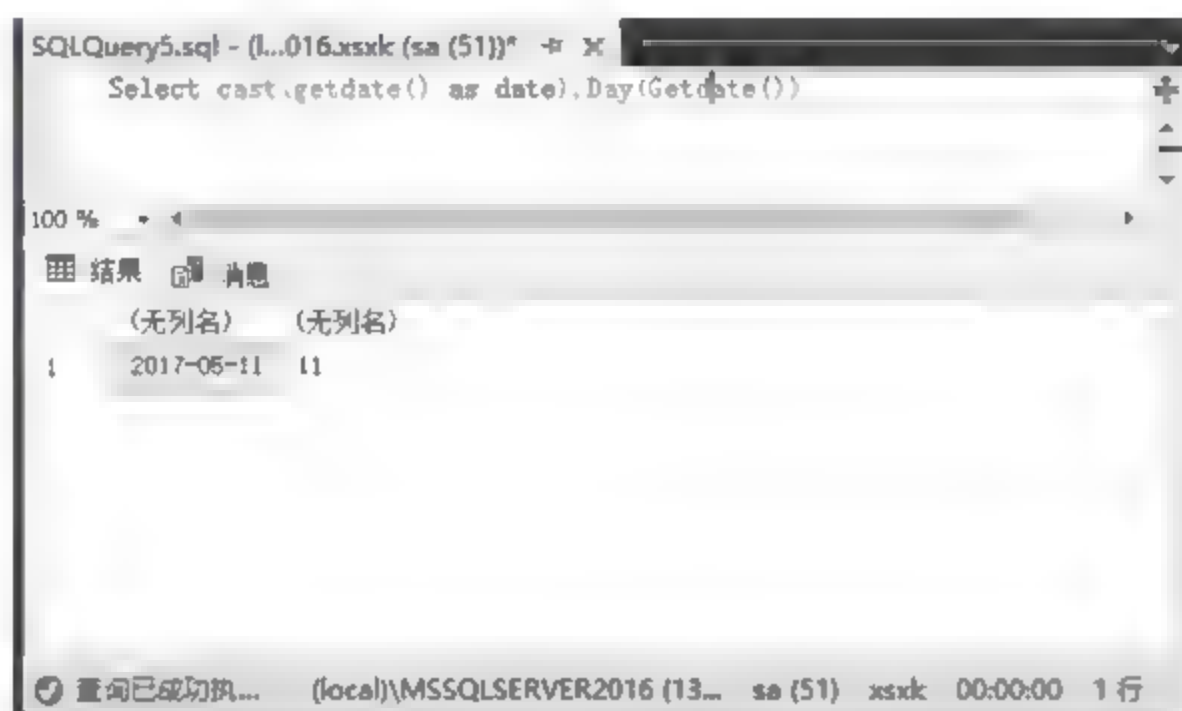 SQLQuery5.sql - (l...016.xsxk (sa (51))*
Select cast(getdate() as date),Day(Getdate())
100 %
结果 消息
(无列名) (无列名)
1 2017-05-11 11
查询已成功执... (local)\MSSQLSERVER2016 (13... sa (51) xsxk 00:00:00 1 行